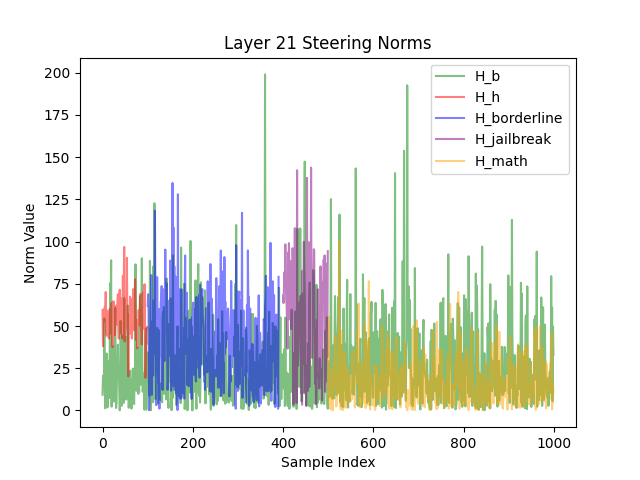 Layer 21 Steering Norms
200
175
150
125
100
75
50
25
0
Norm Value
H_b
H_h
H_borderline
H_jailbreak
H_math
0
200
400
600
800
1000
Sample Index